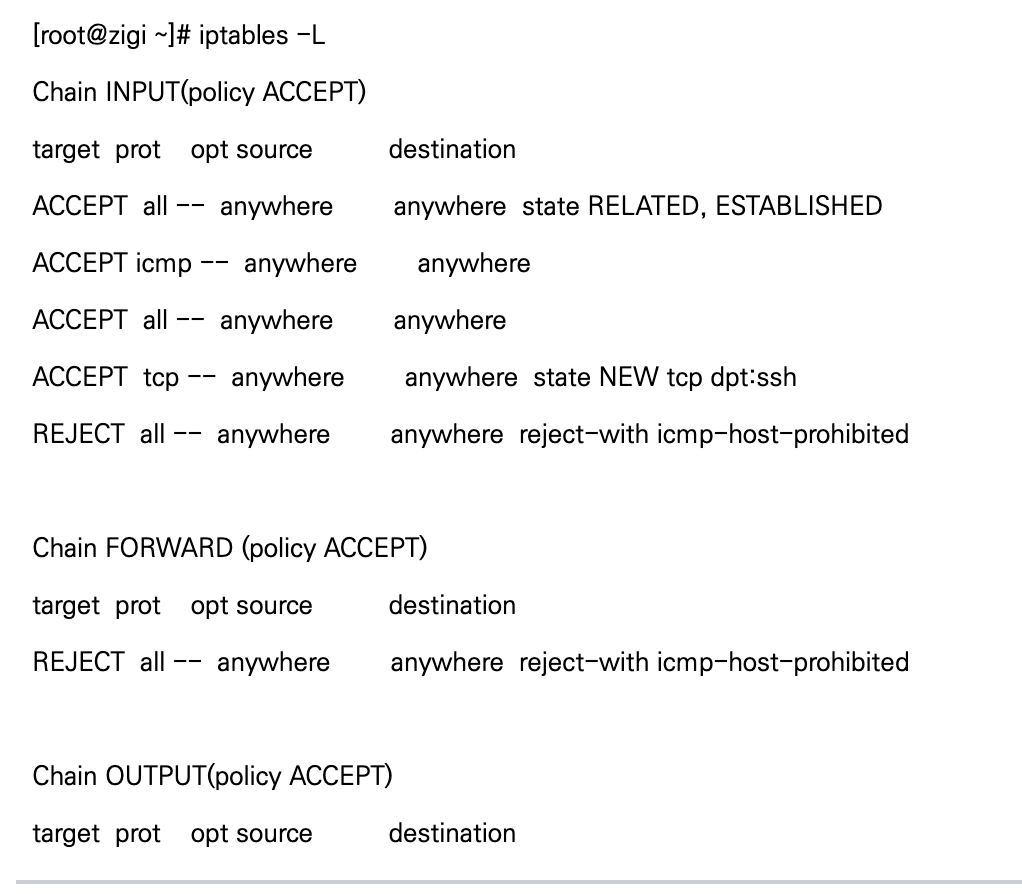 [root@zigi ~]# iptables -L
Chain INPUT(policy ACCEPT)
target prot opt source destination
ACCEPT all -- anywhere anywhere state RELATED, ESTABLISHED
ACCEPT icmp -- anywhere anywhere
ACCEPT all -- anywhere anywhere
ACCEPT tcp -- anywhere anywhere state NEW tcp dpt:ssh
REJECT all -- anywhere anywhere reject-with icmp-host-prohibited
Chain FORWARD (policy ACCEPT)
target prot opt source destination
REJECT all -- anywhere anywhere reject-with icmp-host-prohibited
Chain OUTPUT(policy ACCEPT)
target prot opt source destination